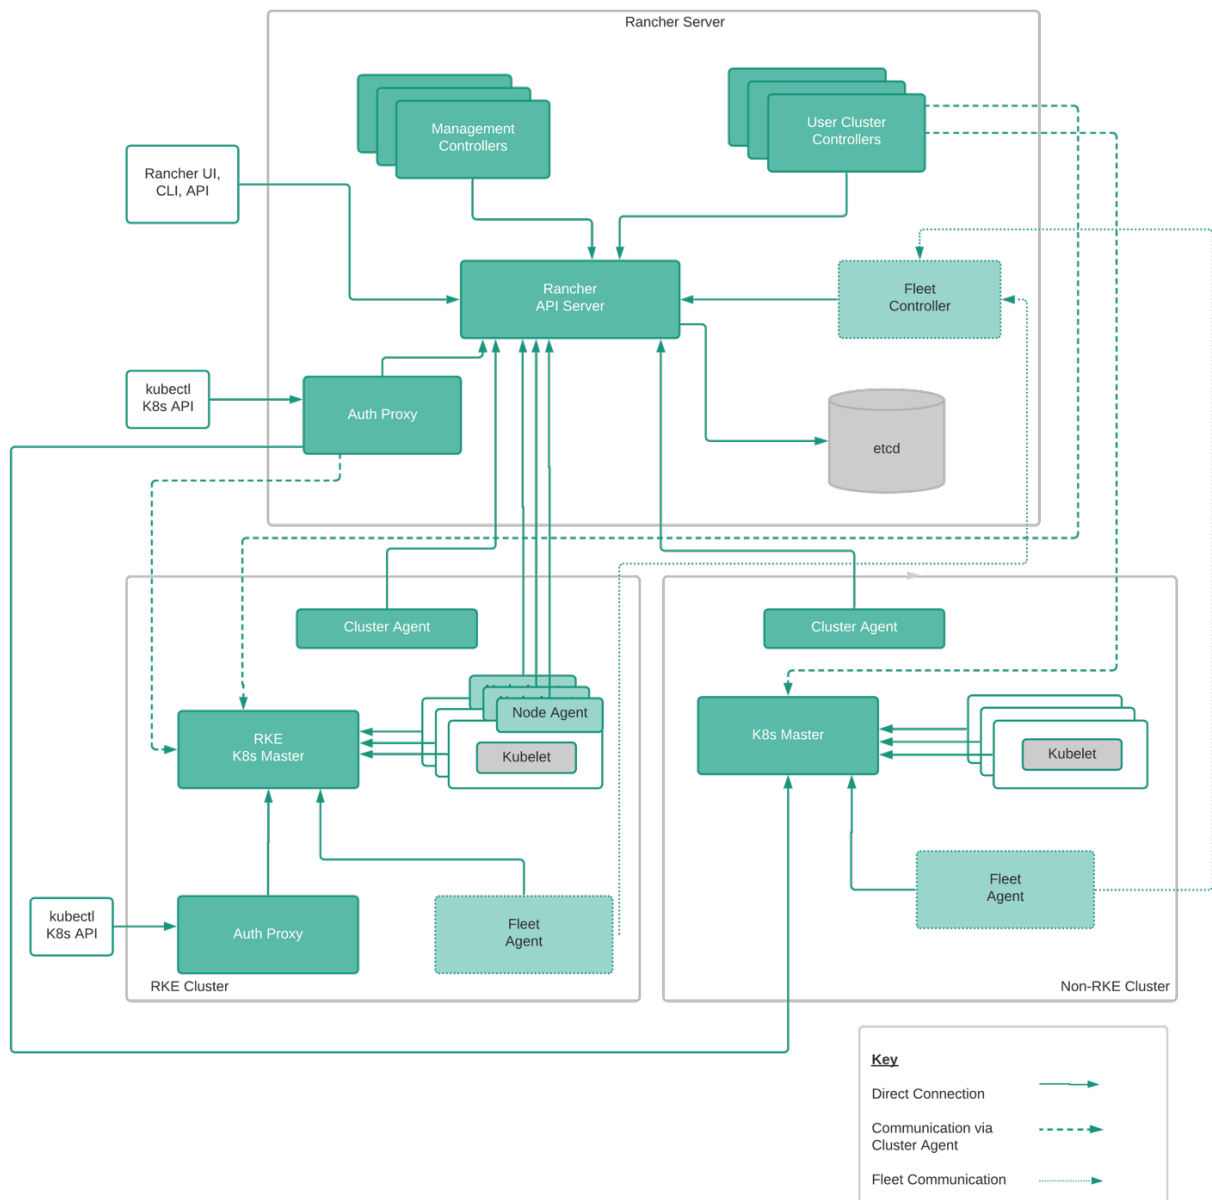 Rancher Server
Management
Controllers
User Cluster
Controllers
Rancher UI,
CLI, API
Rancher
API Server
Fleet
Controller
kubectl
K8s API
Auth Proxy
etcd
Cluster Agent
Cluster Agent
Node Agent
RKE
K8s Master
Kubelet
K8s Master
Kubelet
Fleet
Agent
kubectl
K8s API
Auth Proxy
Fleet
Agent
RKE Cluster
Non-RKE Cluster
Key
Direct Connection
Communication via
Cluster Agent
Fleet Communication